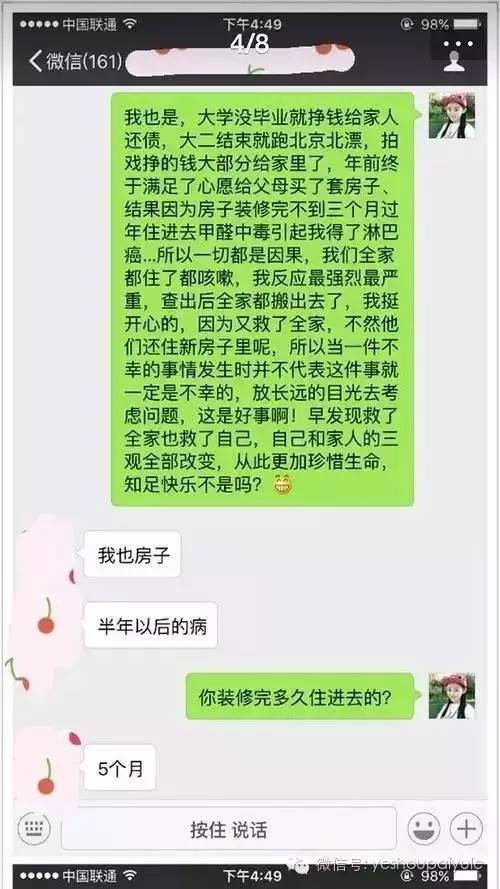 中国联通 下午4:49 98%
4/8
微信(161)
我也是，大学没毕业就挣钱给家人
还债，大二结束就跑北京北漂，拍
戏挣的钱大部分给家里了，年前终
于满足了心愿给父母买了套房子、
结果因为房子装修完不到三个月过
年住进去甲醛中毒引起我得了淋巴
癌...所以一切都是因果，我们全家
都住了都咳嗽，我反应最强烈最严
重，查出后全家都搬出去了，我挺
开心的，因为又救了全家，不然他
们还住新房子里呢，所以当一件不
幸的事情发生时并不代表这件事就
一定是不幸的，放长远的目光去考
虑问题，这是好事啊！早发现救了
全家也救了自己，自己和家人的三
观全部改变，从此更加珍惜生命，
知足快乐不是吗？😁
我也房子
半年以后的病
你装修完多久住进去的？
5个月
按住 说话
微信号: yeshoupaiyule
中国联通 下午4:49 98%